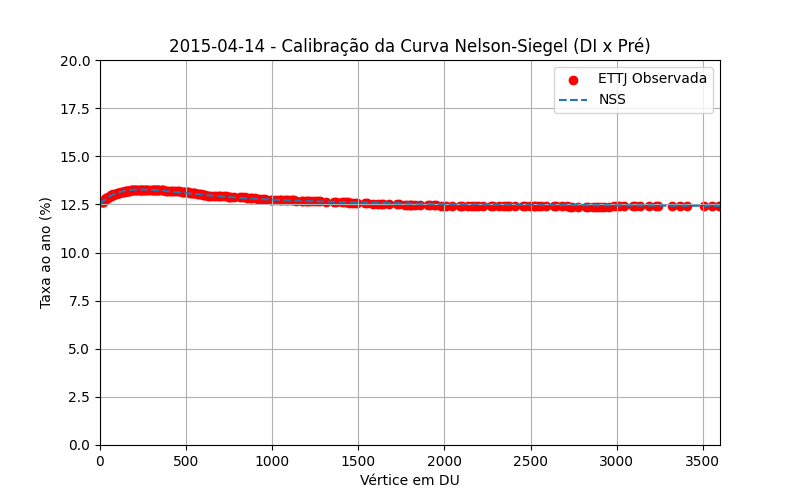 2015-04-14 - Calibração da Curva Nelson-Siegel (DI x Pré)
ETTJ Observada
NSS
Taxa ao ano (%)
20.0
17.5
15.0
12.5
10.0
7.5
5.0
2.5
0.0
0 500 1000 1500 2000 2500 3000 3500
Vértice em DU